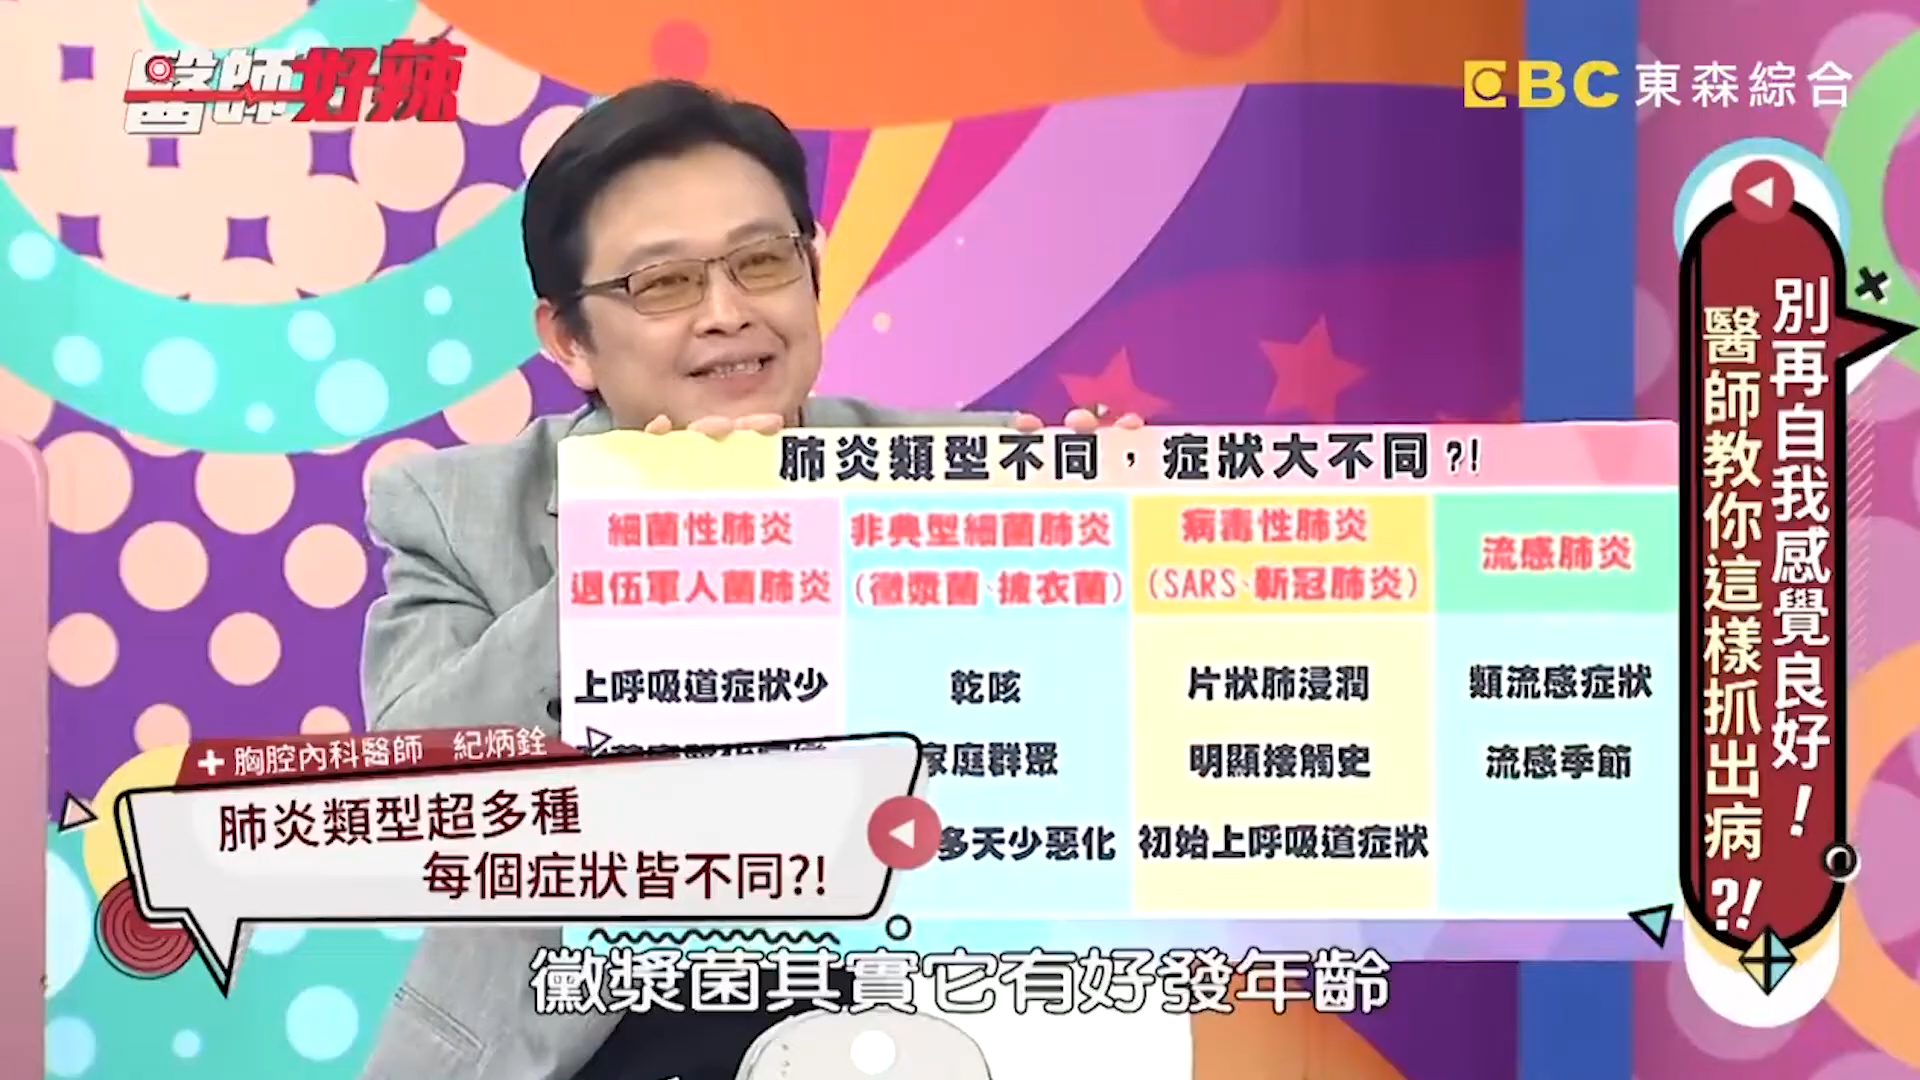 醫師好辣
EBC 東森綜合
別再自我感覺良好！
醫師教你這樣抓出病?!
肺炎類型不同，症狀大不同?!
細菌性肺炎
退伍軍人菌肺炎
非典型細菌肺炎
(黴漿菌、披衣菌)
病毒性肺炎
(SARS、新冠肺炎)
流感肺炎
上呼吸道症狀少
乾咳
家庭群聚
多天少惡化
片狀肺浸潤
明顯接觸史
初始上呼吸道症狀
類流感症狀
流感季節
胸腔內科醫師 紀炳銓
肺炎類型超多種
每個症狀皆不同?!
黴漿菌其實它有好發年齡